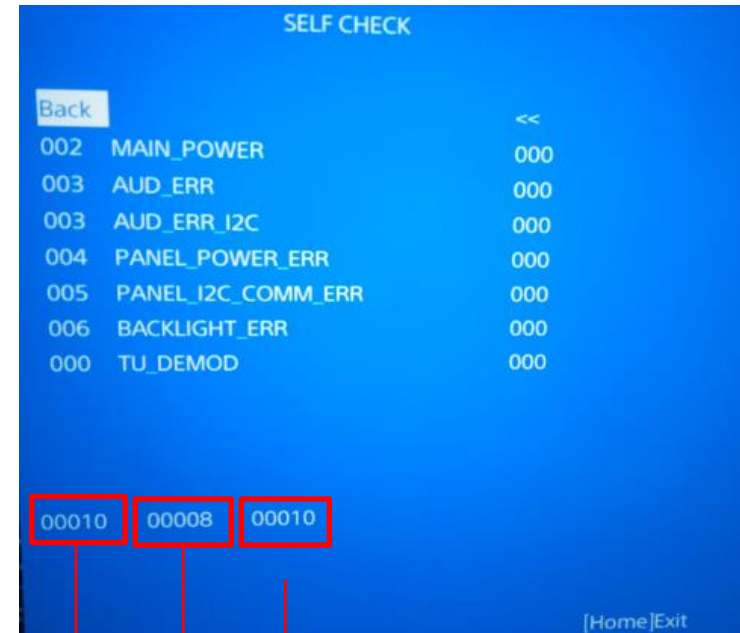 SELF CHECK
Back <<
002 MAIN_POWER 000
003 AUD_ERR 000
003 AUD_ERR_I2C 000
004 PANEL_POWER_ERR 000
005 PANEL_I2C_COMM_ERR 000
006 BACKLIGHT_ERR 000
000 TU_DEMOD 000
00010 00008 00010
[Home]Exit